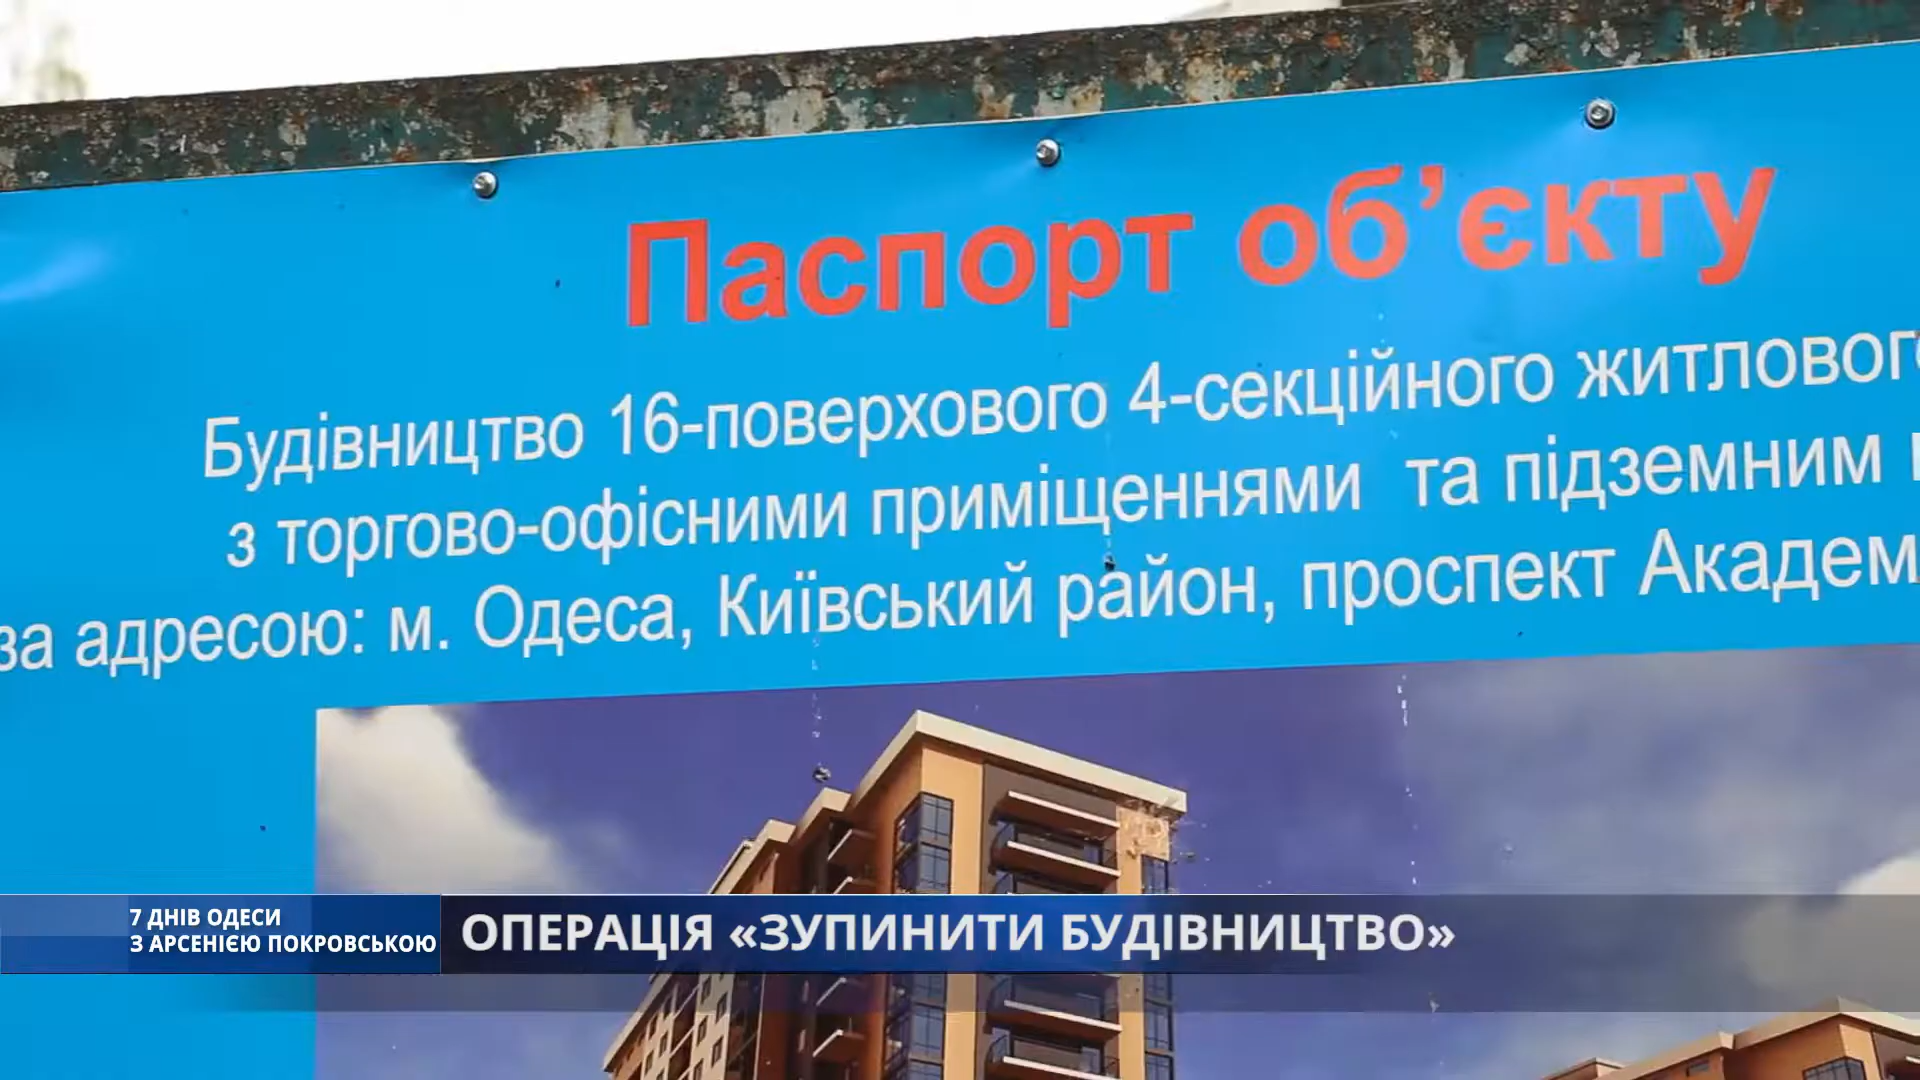 Паспорт об'єкту
Будівництво 16-поверхового 4-секційного житлового
з торгово-офісними приміщеннями та підземним
за адресою: м. Одеса, Київський район, проспект Академ
7 ДНІВ ОДЕСИ
З АРСЕНІЄЮ ПОКРОВСЬКОЮ
ОПЕРАЦІЯ «ЗУПИНИТИ БУДІВНИЦТВО»